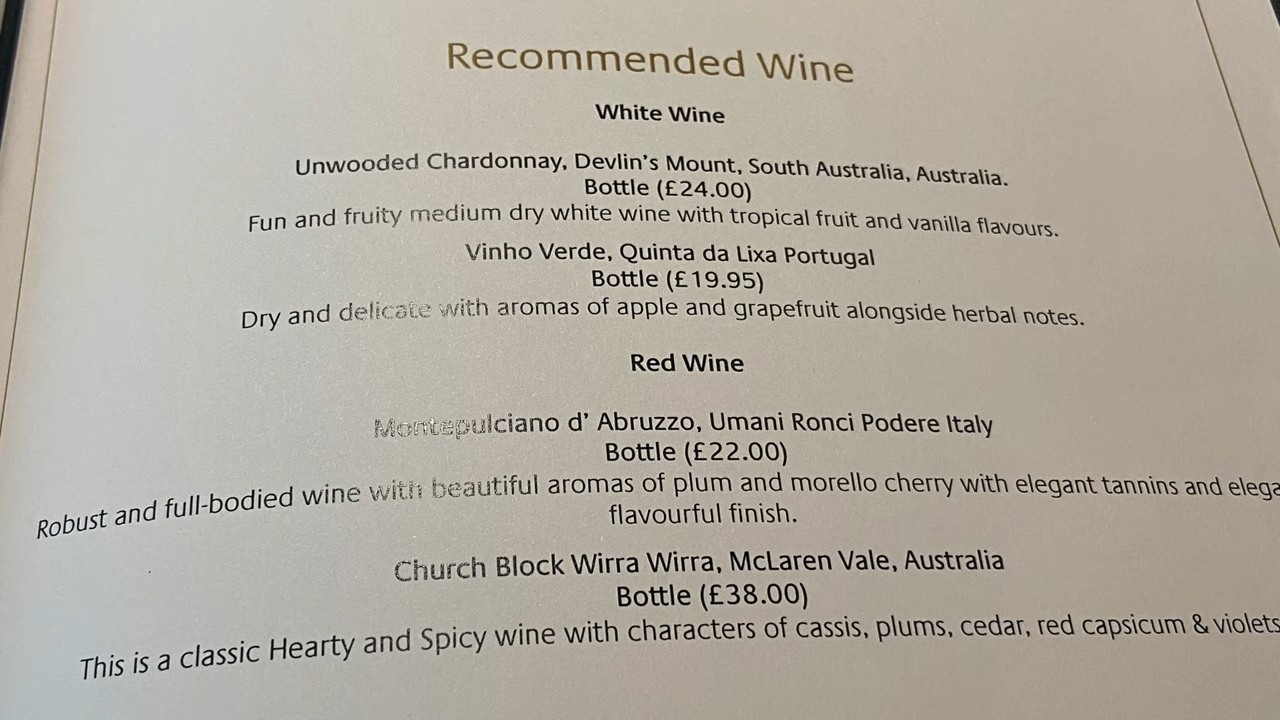 Recommended Wine
White Wine
Unwooded Chardonnay, Devlin's Mount, South Australia, Australia.
Bottle (£24.00)
Fun and fruity medium dry white wine with tropical fruit and vanilla flavours.
Vinho Verde, Quinta da Lixa Portugal
Bottle (£19.95)
Dry and delicate with aromas of apple and grapefruit alongside herbal notes.
Red Wine
Montepulciano d' Abruzzo, Umani Ronci Podere Italy
Bottle (£22.00)
Robust and full-bodied wine with beautiful aromas of plum and morello cherry with elegant tannins and
flavourful finish.
Church Block Wirra Wirra, McLaren Vale, Australia
Bottle (£38.00)
This is a classic Hearty and Spicy wine with characters of cassis, plums, cedar, red capsicum & violets